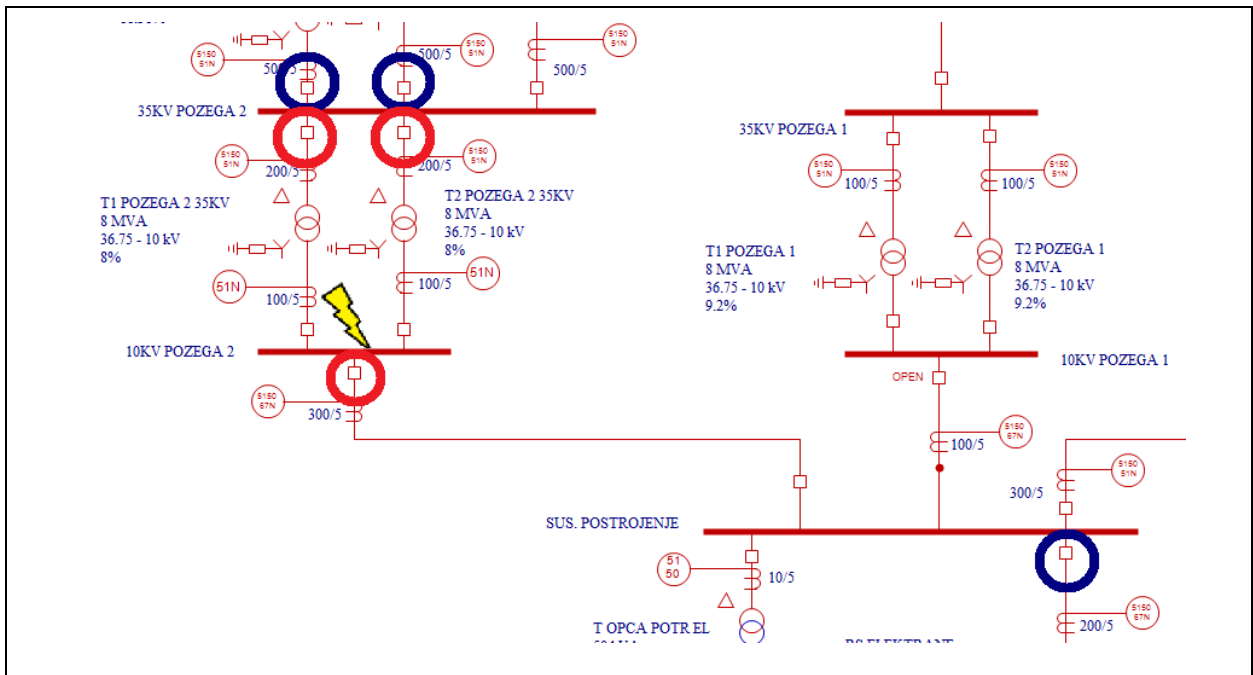 5150
51N
500/5
5150
51N
500/5
5150
51N
500/5
35KV POZEGA 2
5150
51N
200/5
5150
51N
200/5
T1 POZEGA 2 35KV
8 MVA
36.75 - 10 kV
8%
T2 POZEGA 2 35KV
8 MVA
36.75 - 10 kV
8%
51N
100/5
51N
100/5
10KV POZEGA 2
5150
67N
300/5
35KV POZEGA 1
5150
51N
100/5
5150
51N
100/5
T1 POZEGA 1
8 MVA
36.75 - 10 kV
9.2%
T2 POZEGA 1
8 MVA
36.75 - 10 kV
9.2%
10KV POZEGA 1
OPEN
5150
67N
100/5
5150
51N
300/5
SUS. POSTROJENJE
51
50
10/5
T OPCA POTR EL
5150
67N
200/5